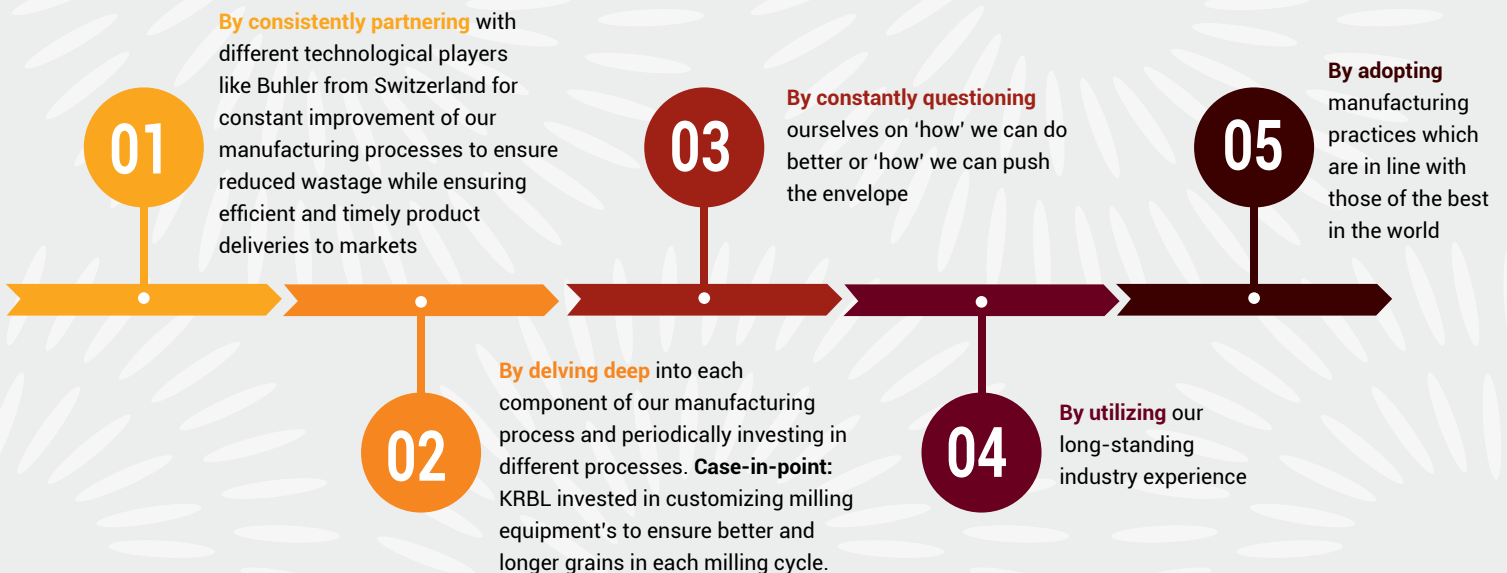 01
By consistently partnering with
different technological players
like Buhler from Switzerland for
constant improvement of our
manufacturing processes to ensure
reduced wastage while ensuring
efficient and timely product
deliveries to markets
02
By delving deep into each
component of our manufacturing
process and periodically investing in
different processes. Case-in-point:
KRBL invested in customizing milling
equipment's to ensure better and
longer grains in each milling cycle.
03
By constantly questioning
ourselves on ‘how’ we can do
better or ‘how’ we can push
the envelope
04
By utilizing our
long-standing
industry experience
05
By adopting
manufacturing
practices which
are in line with
those of the best
in the world